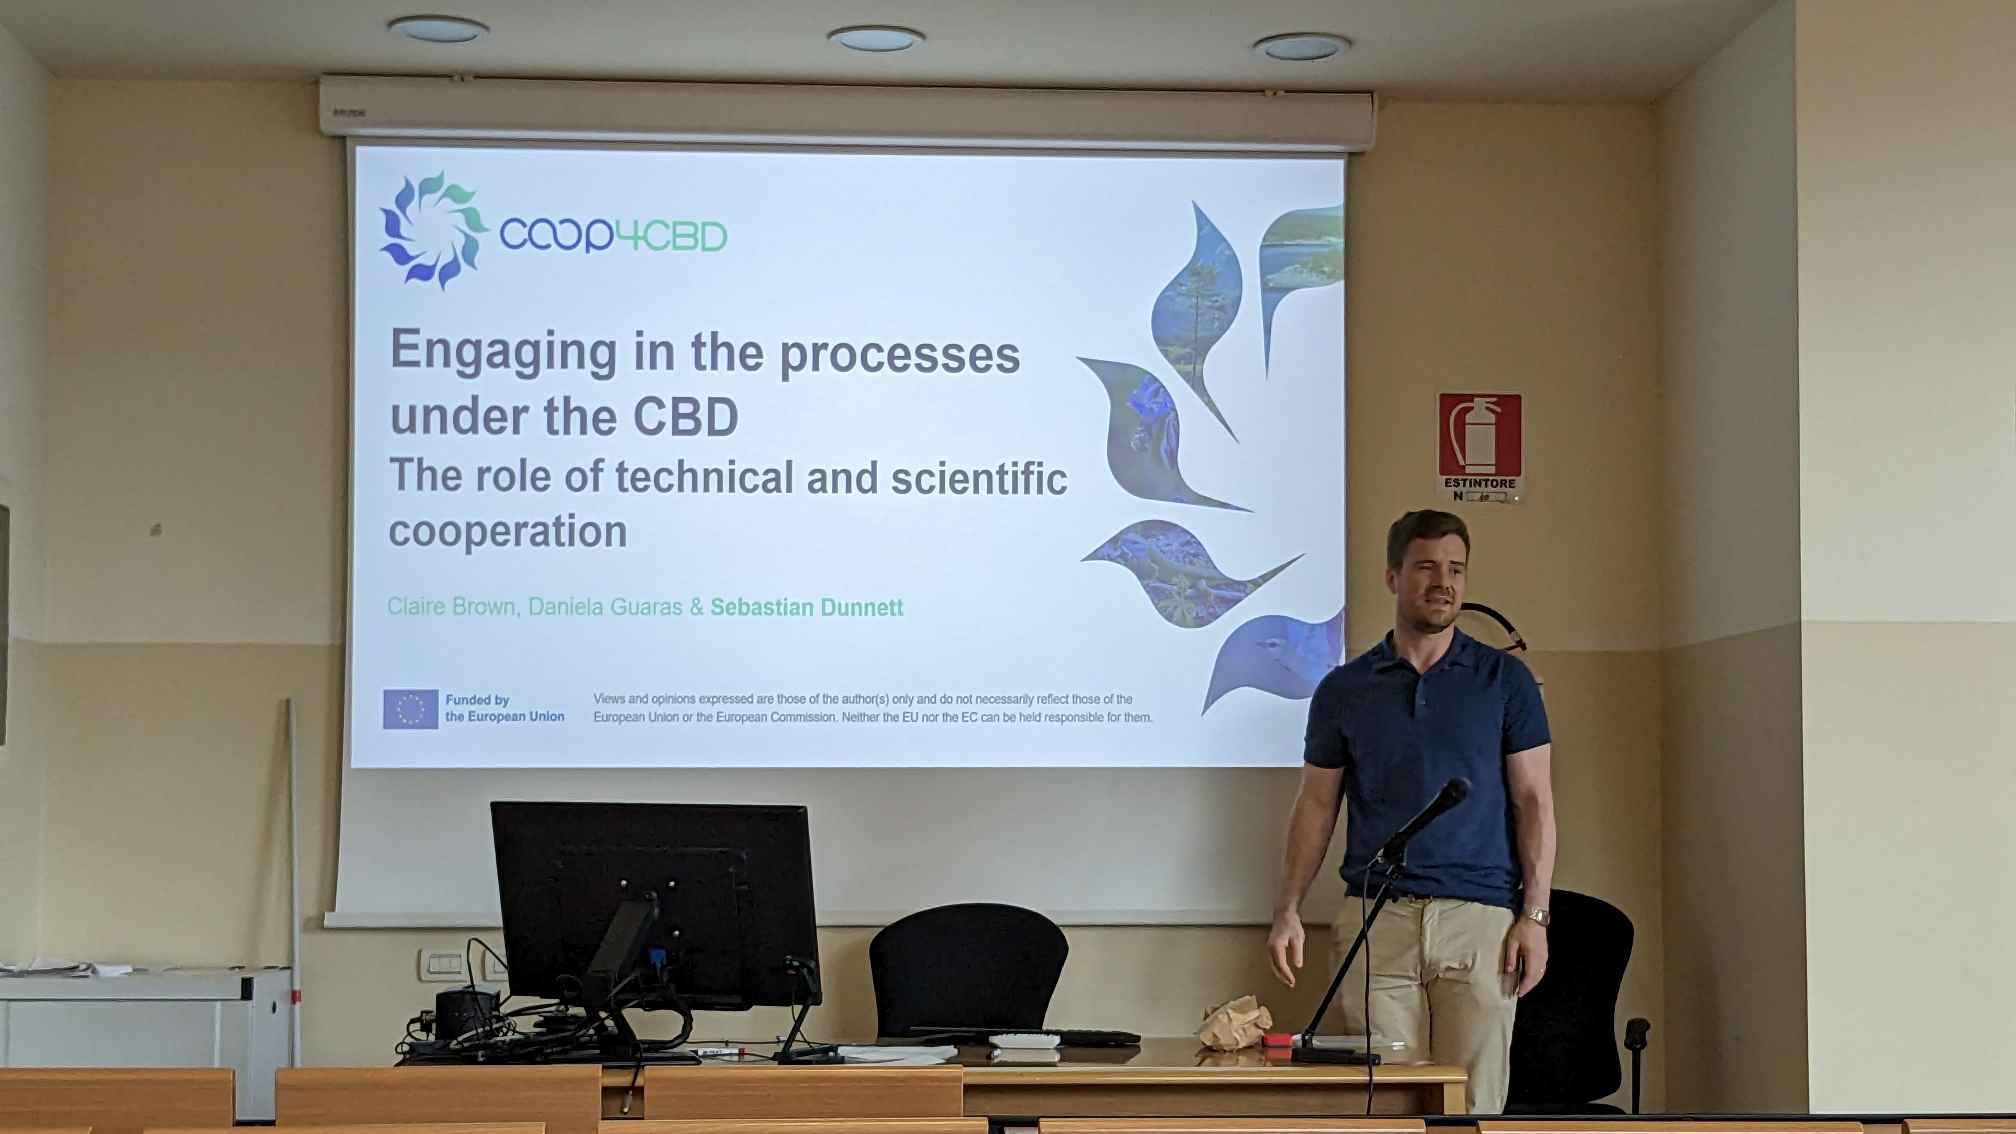 COOP4CBD
Engaging in the processes
under the CBD
The role of technical and scientific
cooperation
Claire Brown, Daniela Guaras & Sebastian Dunnett
Funded by
the European Union
Views and opinions expressed are those of the author(s) only and do not necessarily reflect those of the
European Union or the European Commission. Neither the EU nor the EC can be held responsible for them.
ESTINTORE
N